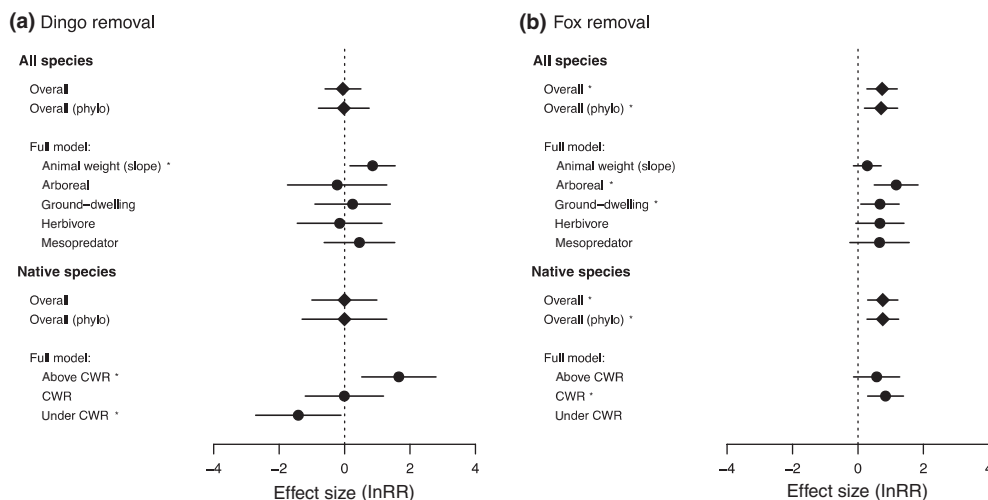 (a) Dingo removal
All species
Overall
Overall (phylo)
Full model:
Animal weight (slope) *
Arboreal
Ground–dwelling
Herbivore
Mesopredator
Native species
Overall
Overall (phylo)
Full model:
Above CWR *
CWR
Under CWR *
−4 −2 0 2 4
Effect size (lnRR)
(b) Fox removal
All species
Overall *
Overall (phylo) *
Full model:
Animal weight (slope)
Arboreal *
Ground–dwelling *
Herbivore
Mesopredator
Native species
Overall *
Overall (phylo) *
Full model:
Above CWR
CWR *
Under CWR
−4 −2 0 2 4
Effect size (lnRR)